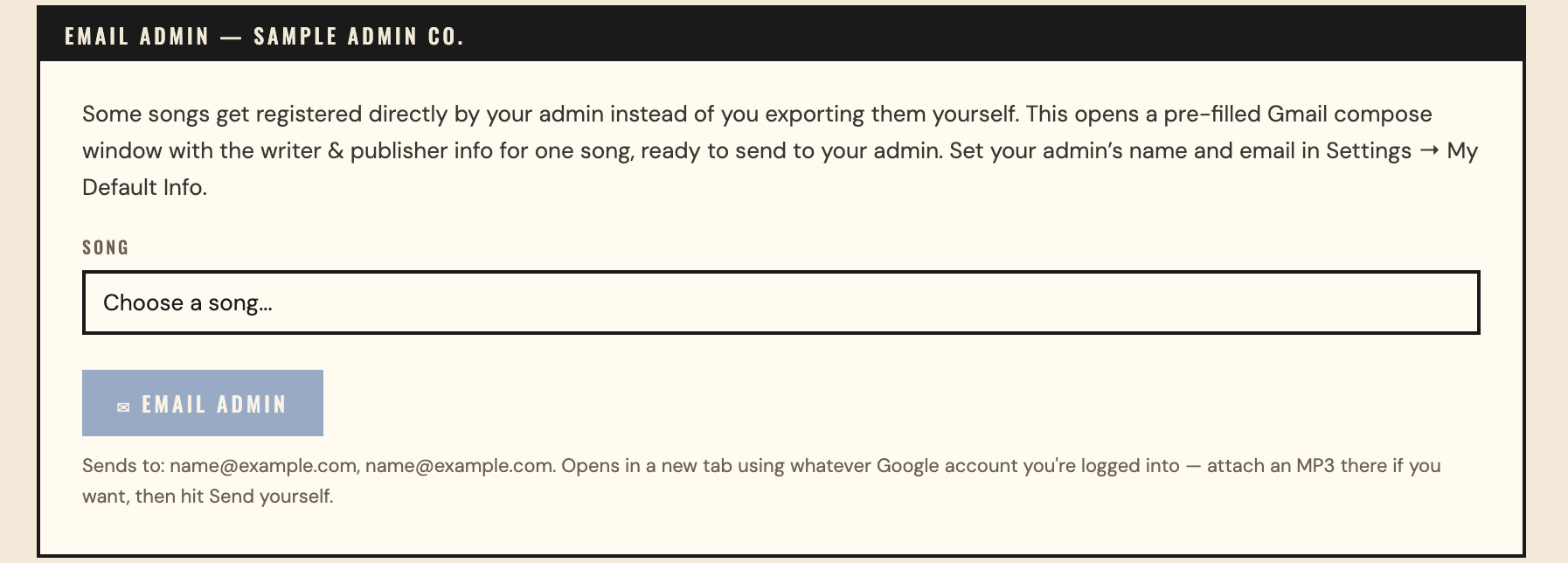 EMAIL ADMIN — SAMPLE ADMIN CO.
Some songs get registered directly by your admin instead of you exporting them yourself. This opens a pre-filled Gmail compose
window with the writer & publisher info for one song, ready to send to your admin. Set your admin’s name and email in Settings → My
Default Info.
SONG
Choose a song...
✉ EMAIL ADMIN
Sends to: name@example.com, name@example.com. Opens in a new tab using whatever Google account you're logged into — attach an MP3 there if you
want, then hit Send yourself.